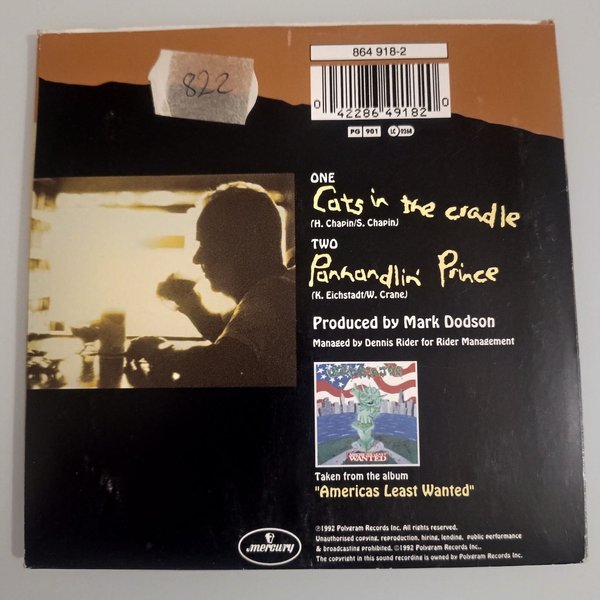 822
864 918-2
0 42286 49182 0
PG 901 LC 0268
ONE
Cats in the cradle
(H. Chapin/S. Chapin)
TWO
Panhandlin' Prince
(K. Eichstadt/W. Crane)
Produced by Mark Dodson
Managed by Dennis Rider for Rider Management
WANTED
Taken from the album
"Americas Least Wanted"
℗1992 Polygram Records Inc. All rights reserved.
Unauthorised copying, reproduction, hiring, lending, public performance
& broadcasting prohibited. ©1992 Polygram Records Inc..
The copyright in this sound recording is owned by Polygram Records Inc.
mercury